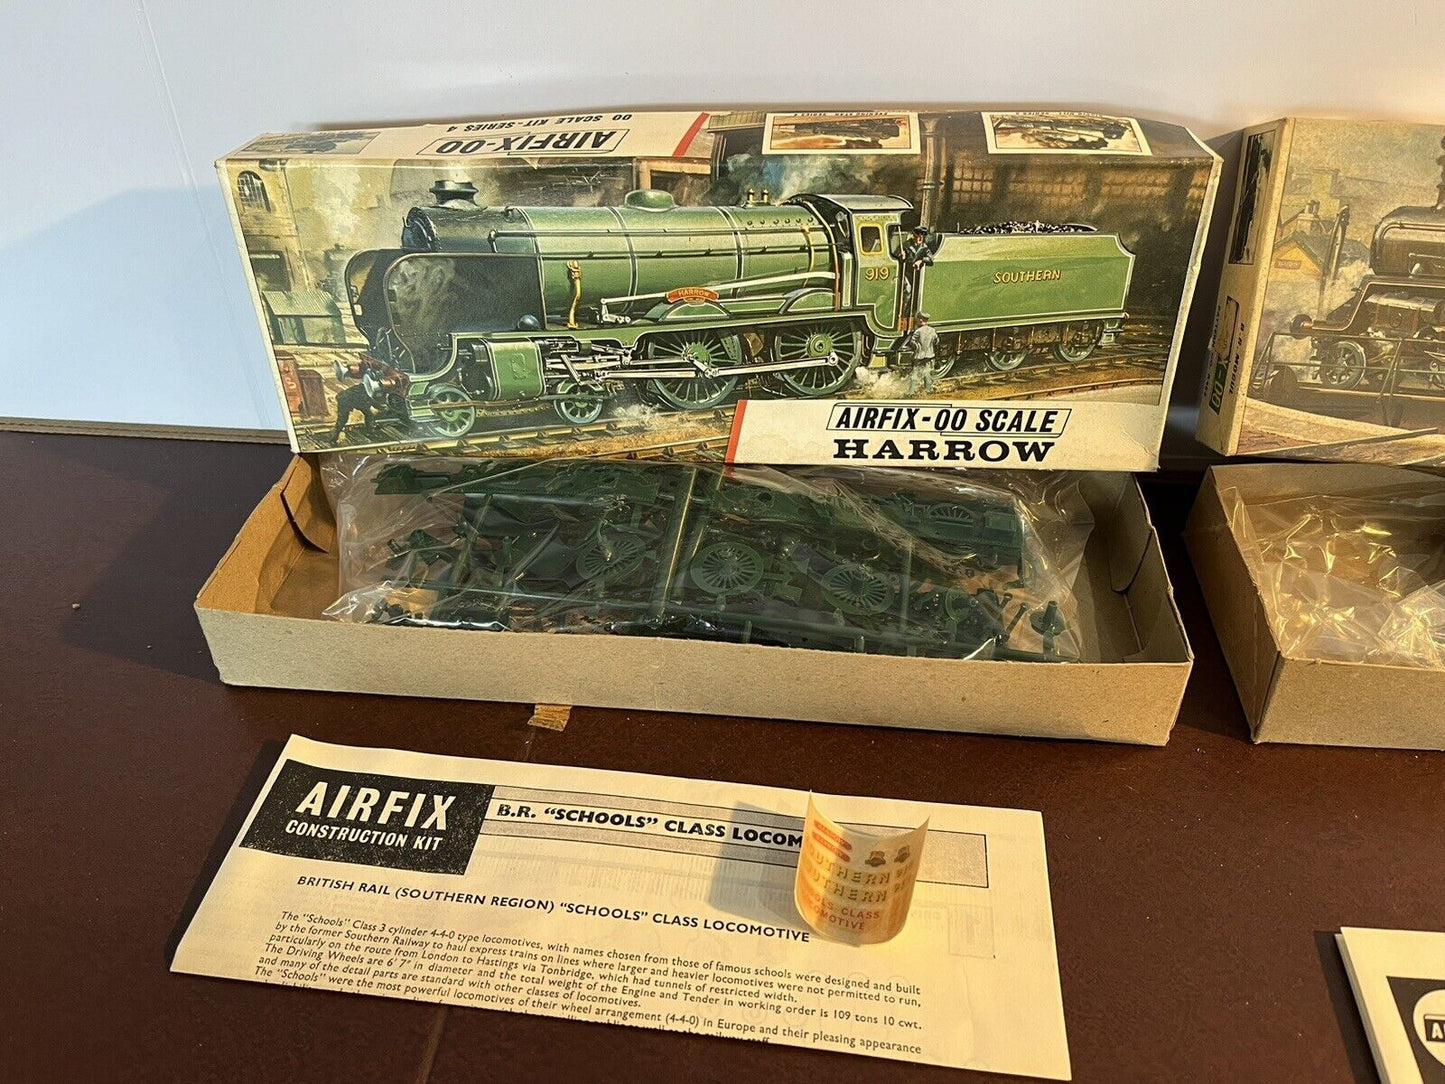 AIRFIX-00
00 SCALE KIT-SERIES 4
919
SOUTHERN
HARROW
AIRFIX-00 SCALE
HARROW
AIRFIX
CONSTRUCTION KIT
B.R. "SCHOOLS" CLASS LOCOM
BRITISH RAIL (SOUTHERN REGION) "SCHOOLS" CLASS LOCOMOTIVE
The "Schools" Class 3 cylinder 4-4-0 type locomotives, with names chosen from those of famous schools were designed and built
by the former Southern Railway to haul express trains on lines where larger and heavier locomotives were not permitted to run,
particularly on the route from London to Hastings via Tonbridge, which had tunnels of restricted width.
The Driving Wheels are 6' 7" in diameter and the total weight of the Engine and Tender in working order is 109 tons 10 cwt.
and many of the detail parts are standard with other classes of locomotives.
The "Schools" were the most powerful locomotives of their wheel arrangement (4-4-0) in Europe and their pleasing appearance
OUTHERN
OUTHERN
OLS CLASS
OMOTIVE